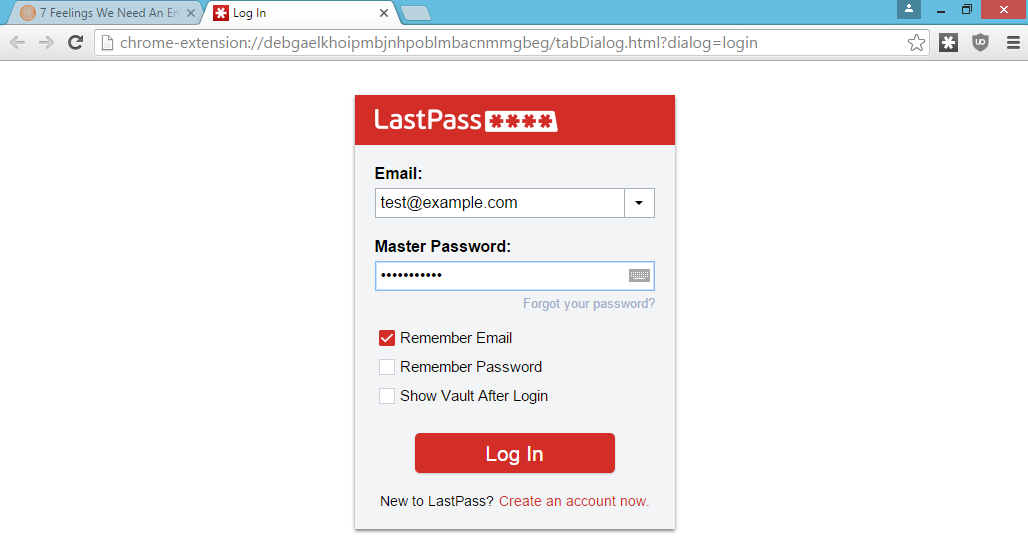 7 Feelings We Need An En
Log In
chrome-extension://debgaelkhoipmbjnhpoblmbacnmmgbeg/tabDialog.html?dialog=login
LastPass ****
Email:
test@example.com
Master Password:
•••••••••••
Forgot your password?
Remember Email
Remember Password
Show Vault After Login
Log In
New to LastPass? Create an account now.